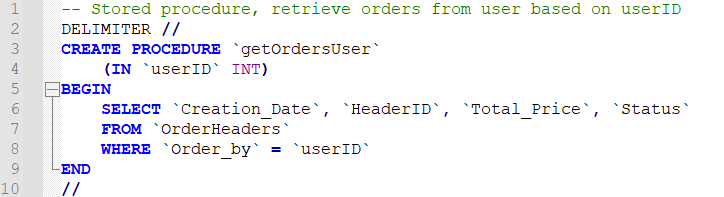 1 -- Stored procedure, retrieve orders from user based on userID
2 DELIMITER //
3 CREATE PROCEDURE `getOrdersUser`
4 (IN `userID` INT)
5 BEGIN
6 SELECT `Creation_Date`, `HeaderID`, `Total_Price`, `Status`
7 FROM `OrderHeaders`
8 WHERE `Order_by` = `userID`
9 END
10 //